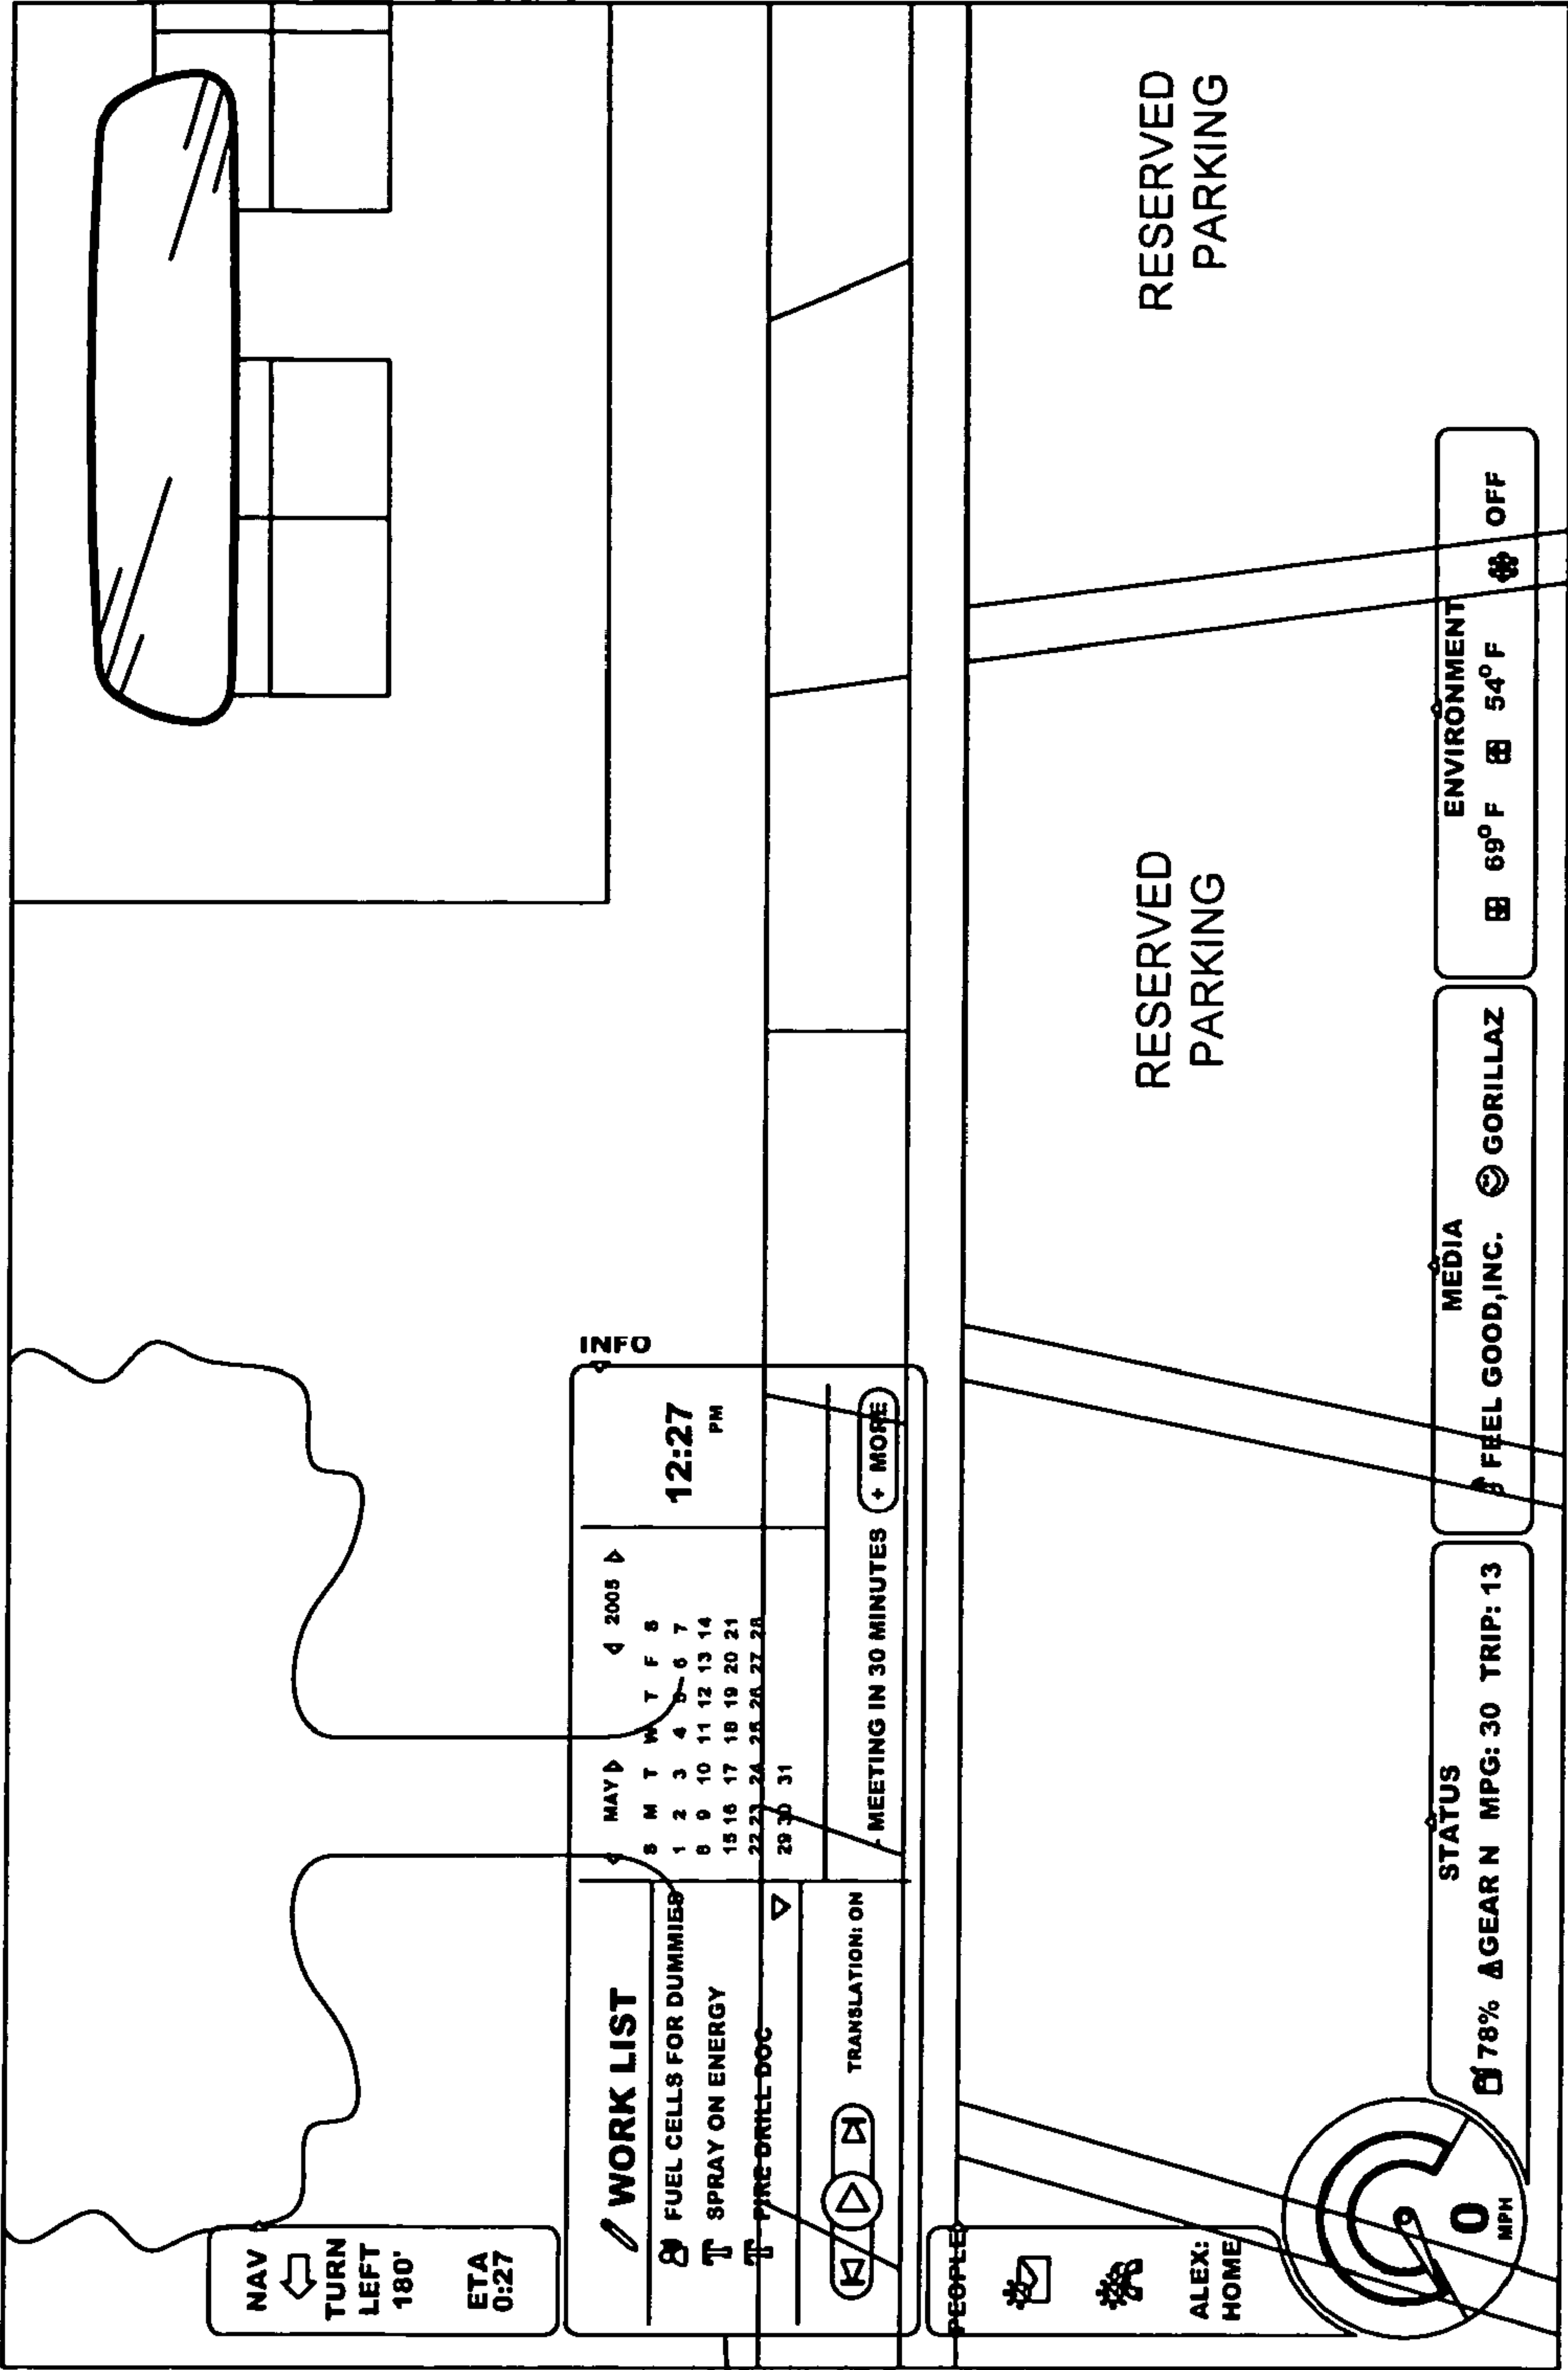 NAV
TURN
LEFT
180'
ETA
0:27
INFO
WORK LIST
FUEL CELLS FOR DUMMIES
SPRAY ON ENERGY
FIRE DRILL DOC
TRANSLATION: ON
MAY 2005
S M T W T F S
1 2 3 4 5 6 7
8 9 10 11 12 13 14
15 16 17 18 19 20 21
22 23 24 25 26 27 28
29 30 31
12:27
PM
- MEETING IN 30 MINUTES + MORE
PEOPLE
ALEX:
HOME
RESERVED
PARKING
RESERVED
PARKING
0
MPH
STATUS
78% GEAR N MPG: 30 TRIP: 13
MEDIA
FEEL GOOD,INC. GORILLAZ
ENVIRONMENT
69°F 54°F OFF